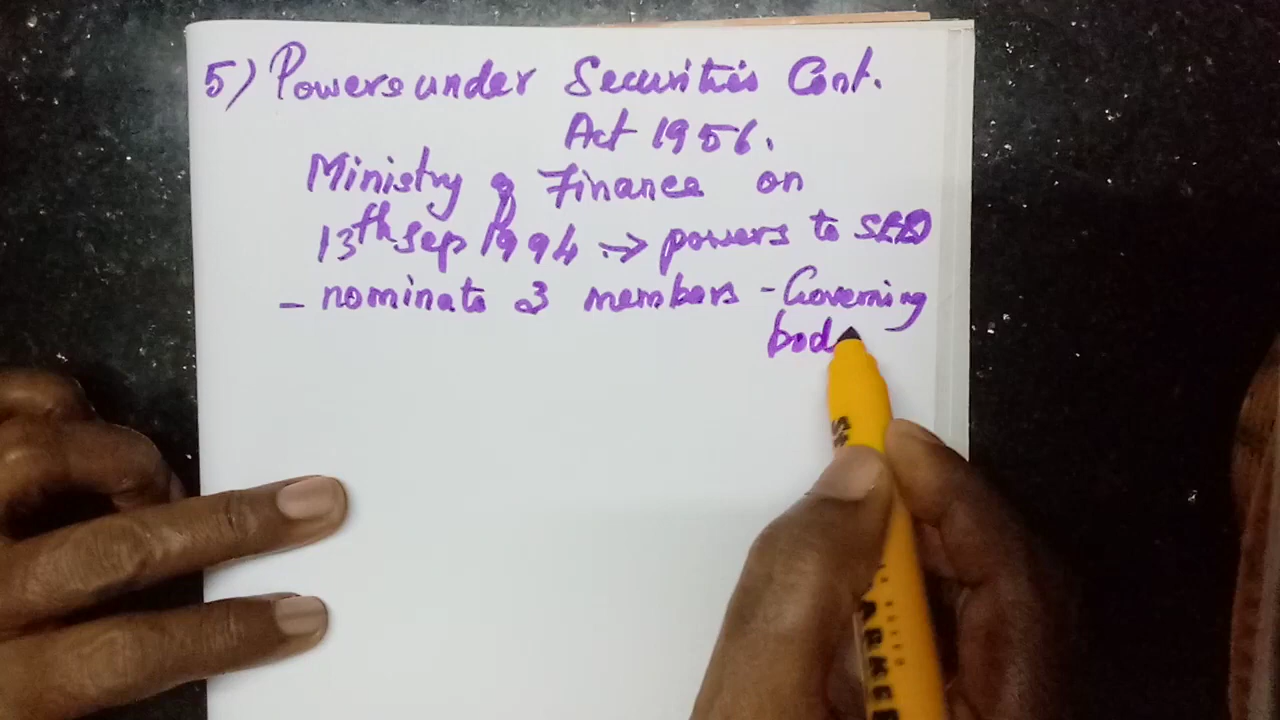 5) Powers under Securities Cont.
Act 1956.
Ministry of Finance on
13th Sep 1994 -> powers to SEBI
- nominate 3 members - Governing
bod